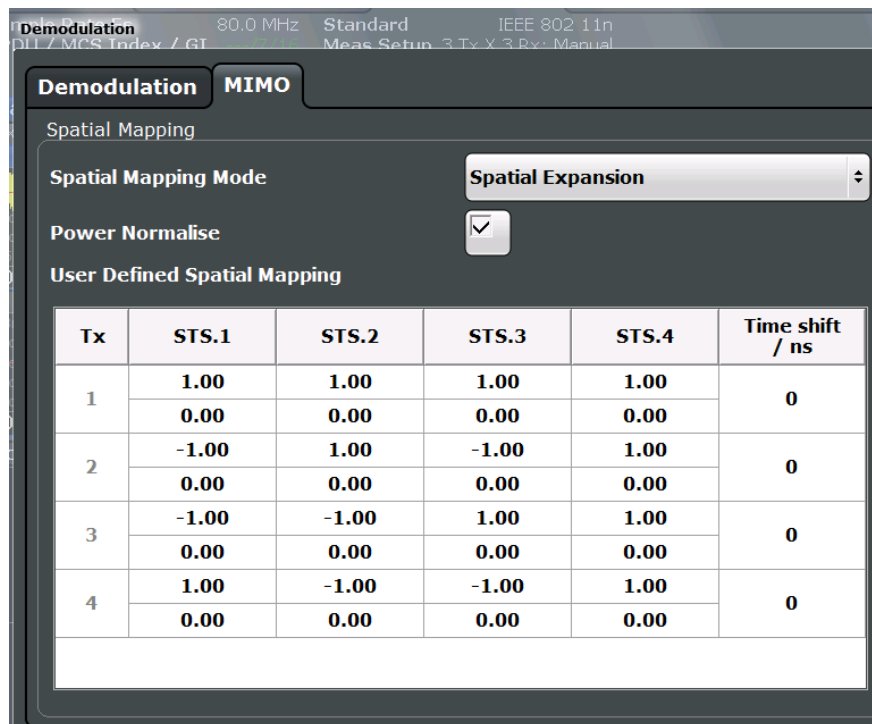 80.0 MHz Standard IEEE 802 11n
Demodulation
/ MCS Index / GI Meas Setup 3 Tx X 3 Rx: Manual
Demodulation MIMO
Spatial Mapping
Spatial Mapping Mode Spatial Expansion
Power Normalise
User Defined Spatial Mapping
Tx STS.1 STS.2 STS.3 STS.4 Time shift
/ ns
1 1.00 1.00 1.00 1.00 0
0.00 0.00 0.00 0.00
2 -1.00 1.00 -1.00 1.00 0
0.00 0.00 0.00 0.00
3 -1.00 -1.00 1.00 1.00 0
0.00 0.00 0.00 0.00
4 1.00 -1.00 -1.00 1.00 0
0.00 0.00 0.00 0.00